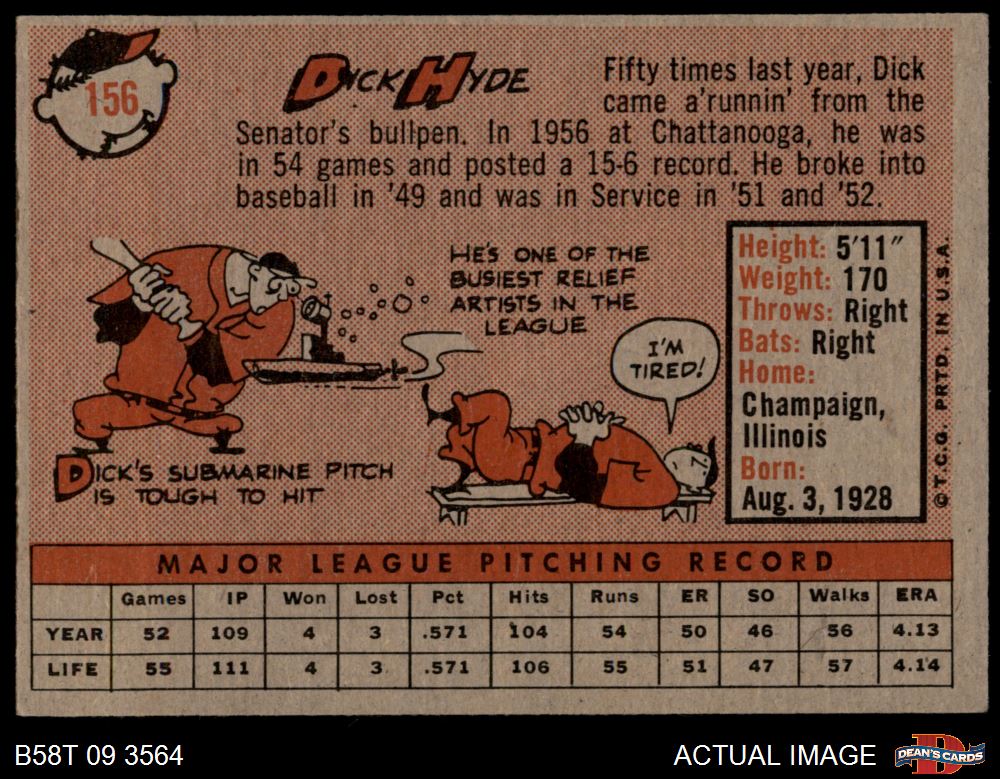 156
DICK HYDE
Fifty times last year, Dick
came a'runnin' from the
Senator's bullpen. In 1956 at Chattanooga, he was
in 54 games and posted a 15-6 record. He broke into
baseball in '49 and was in Service in '51 and '52.
HE'S ONE OF THE
BUSIEST RELIEF
ARTISTS IN THE
LEAGUE
I'M
TIRED!
DICK'S SUBMARINE PITCH
IS TOUGH TO HIT
Height: 5'11"
Weight: 170
Throws: Right
Bats: Right
Home:
Champaign,
Illinois
Born:
Aug. 3, 1928
© T.C.G. PRTD. IN U.S.A.
MAJOR LEAGUE PITCHING RECORD
Games IP Won Lost Pct Hits Runs ER SO Walks ERA
YEAR 52 109 4 3 .571 104 54 50 46 56 4.13
LIFE 55 111 4 3 .571 106 55 51 47 57 4.14
B58T 09 3564
ACTUAL IMAGE
DEAN'S CARDS